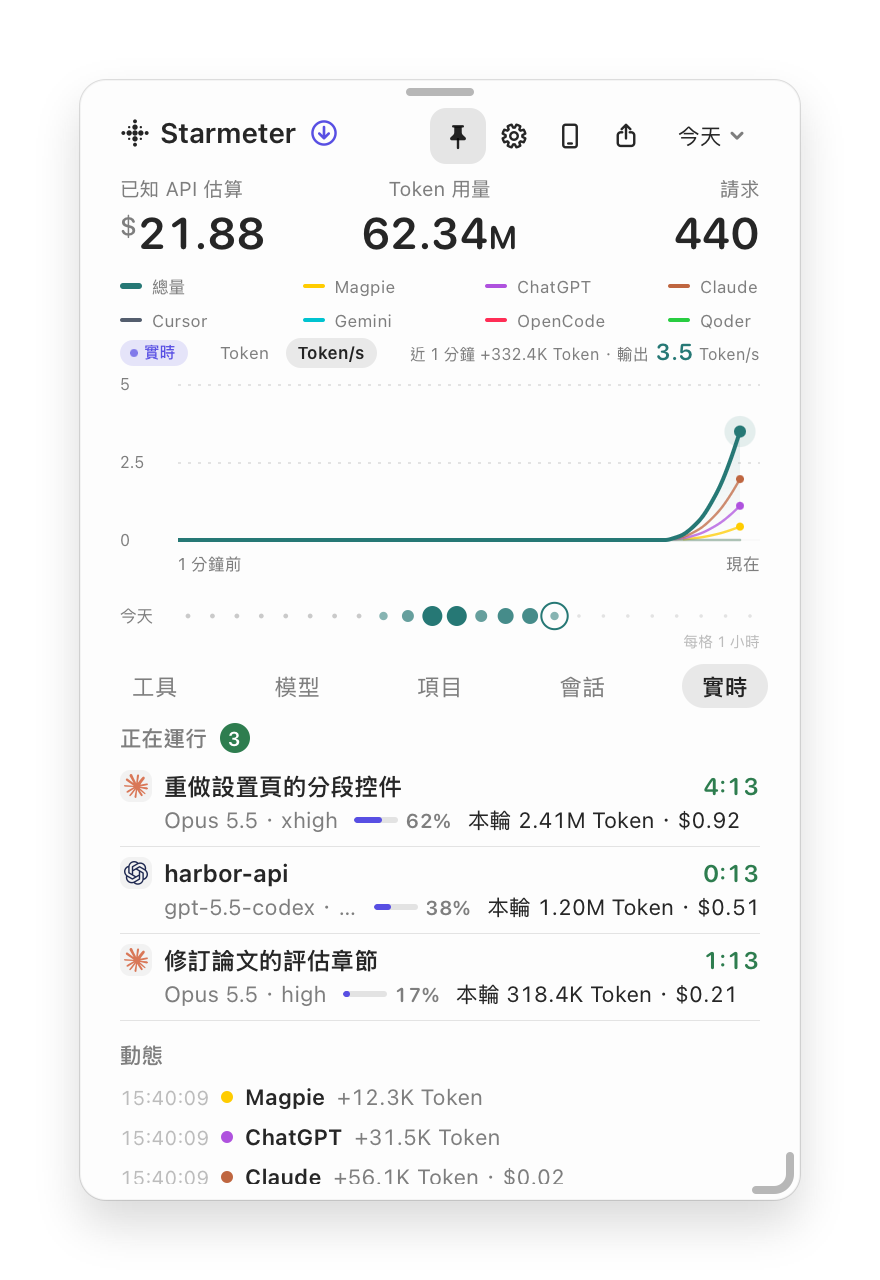 Starmeter 今天
已知 API 估算 Token 用量 請求
$21.88 62.34M 440
總量 Magpie ChatGPT Claude
Cursor Gemini OpenCode Qoder
實時 Token Token/s 近 1 分鐘 +332.4K Token · 輸出 3.5 Token/s
5
2.5
0
1 分鐘前 現在
今天
每格 1 小時
工具 模型 項目 會話 實時
正在運行 3
重做設置頁的分段控件 4:13
Opus 5.5 · xhigh 62% 本輪 2.41M Token · $0.92
harbor-api 0:13
gpt-5.5-codex · … 38% 本輪 1.20M Token · $0.51
修訂論文的評估章節 1:13
Opus 5.5 · high 17% 本輪 318.4K Token · $0.21
動態
15:40:09 Magpie +12.3K Token
15:40:09 ChatGPT +31.5K Token
15:40:09 Claude +56.1K Token · $0.02